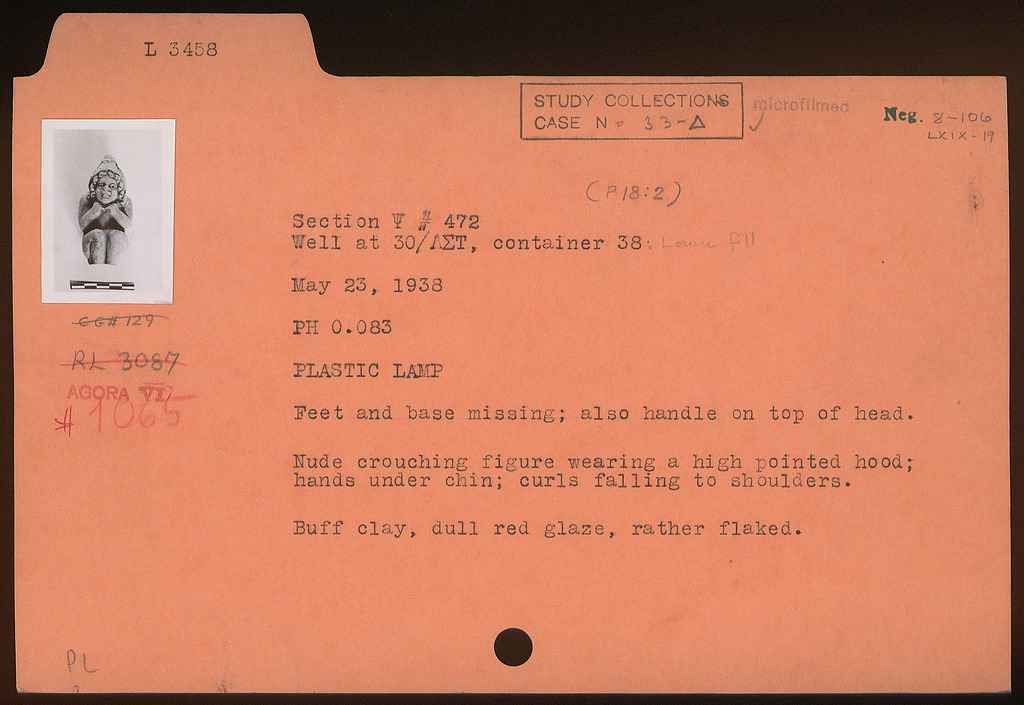 L 3458
STUDY COLLECTIONS
CASE No 33-Δ
microfilmed
Neg. 8-106
LXIX-19
(P18:2)
Section Ψ # 472
Well at 30/ΛΣΤ, container 38: Lower fill
May 23, 1938
PH 0.083
PLASTIC LAMP
Feet and base missing; also handle on top of head.
Nude crouching figure wearing a high pointed hood;
hands under chin; curls falling to shoulders.
Buff clay, dull red glaze, rather flaked.
CG# 129
RL 3087
AGORA VI,
# 1065
PL